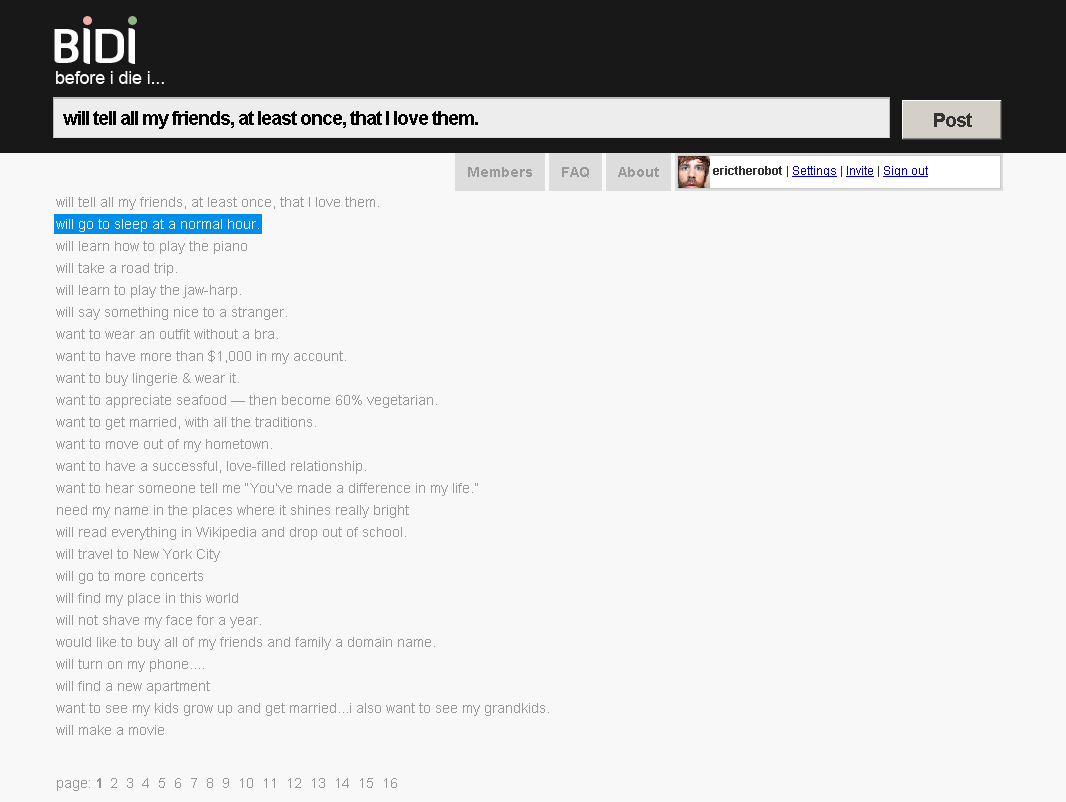 BiDi
before i die i...
will tell all my friends, at least once, that I love them.
Post
Members FAQ About erictherobot | Settings | Invite | Sign out
will tell all my friends, at least once, that I love them.
will go to sleep at a normal hour.
will learn how to play the piano
will take a road trip.
will learn to play the jaw-harp.
will say something nice to a stranger.
want to wear an outfit without a bra.
want to have more than $1,000 in my account.
want to buy lingerie & wear it.
want to appreciate seafood — then become 60% vegetarian.
want to get married, with all the traditions.
want to move out of my hometown.
want to have a successful, love-filled relationship.
want to hear someone tell me "You've made a difference in my life."
need my name in the places where it shines really bright
will read everything in Wikipedia and drop out of school.
will travel to New York City
will go to more concerts
will find my place in this world
will not shave my face for a year.
would like to buy all of my friends and family a domain name.
will turn on my phone....
will find a new apartment
want to see my kids grow up and get married...i also want to see my grandkids.
will make a movie
page: 1 2 3 4 5 6 7 8 9 10 11 12 13 14 15 16